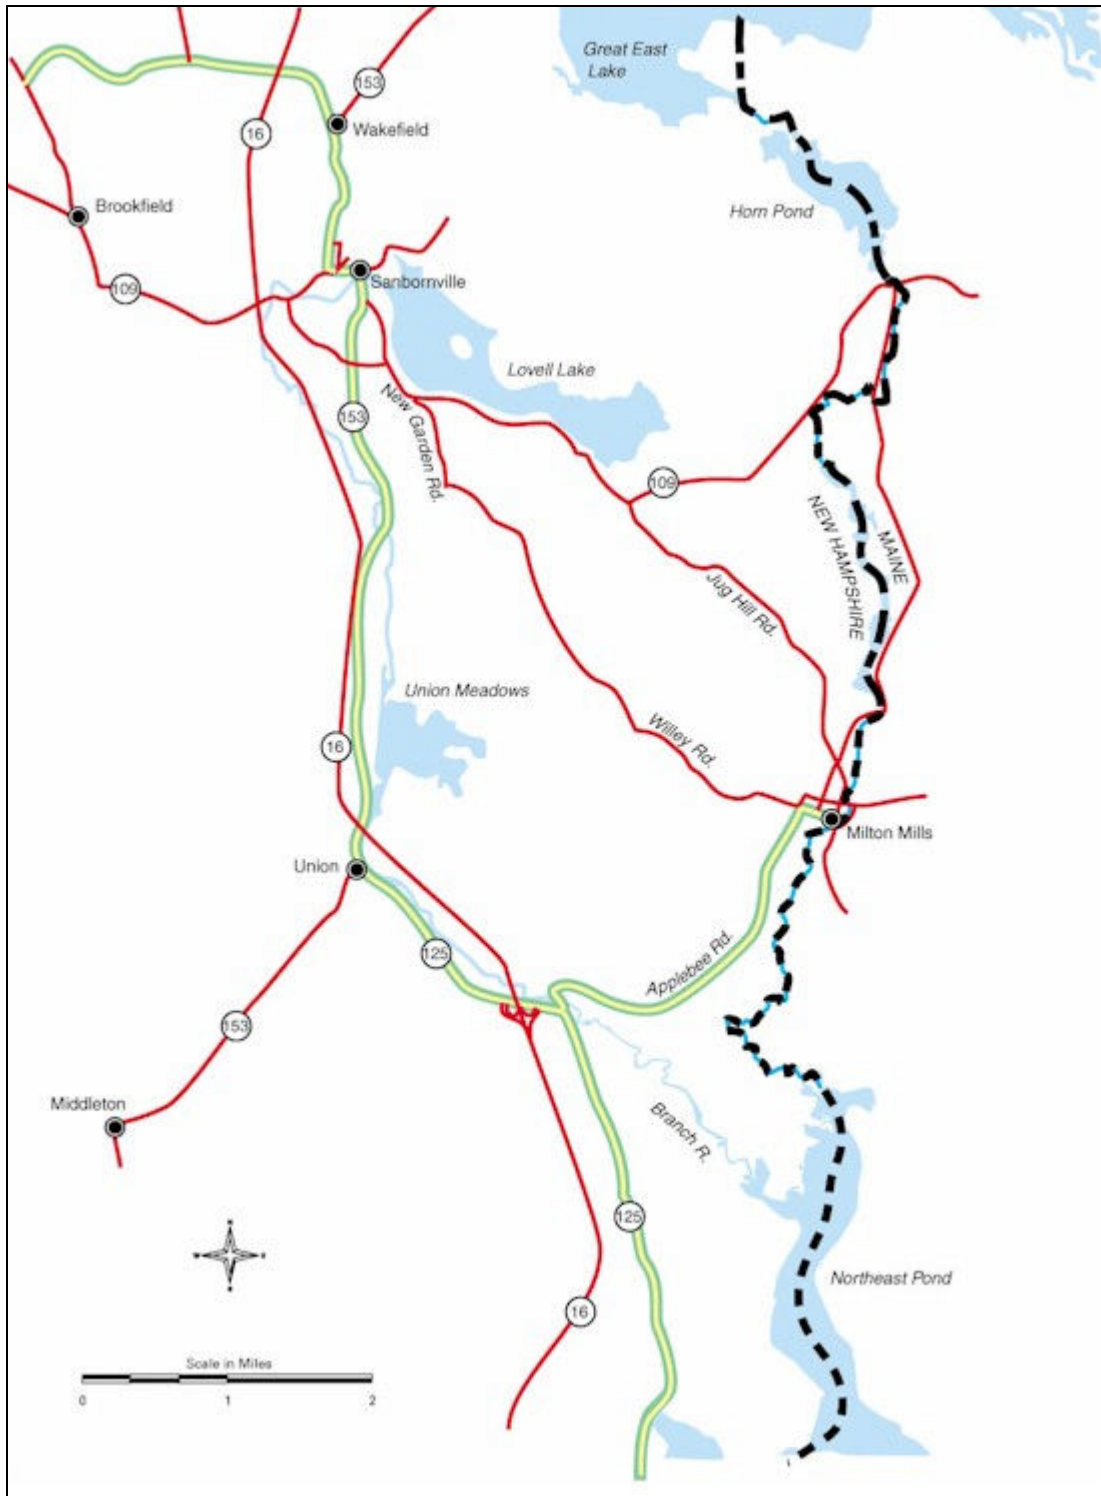 Great East
Lake
153
16
Wakefield
Brookfield
Horn Pond
109
Sanbornville
Lovell Lake
153
New Garden Rd.
109
NEW HAMPSHIRE
MAINE
Jug Hill Rd.
Union Meadows
16
Willey Rd.
Milton Mills
Union
125
Applebee Rd.
153
Middleton
Branch R.
125
Northeast Pond
16
Scale in Miles
0 1 2